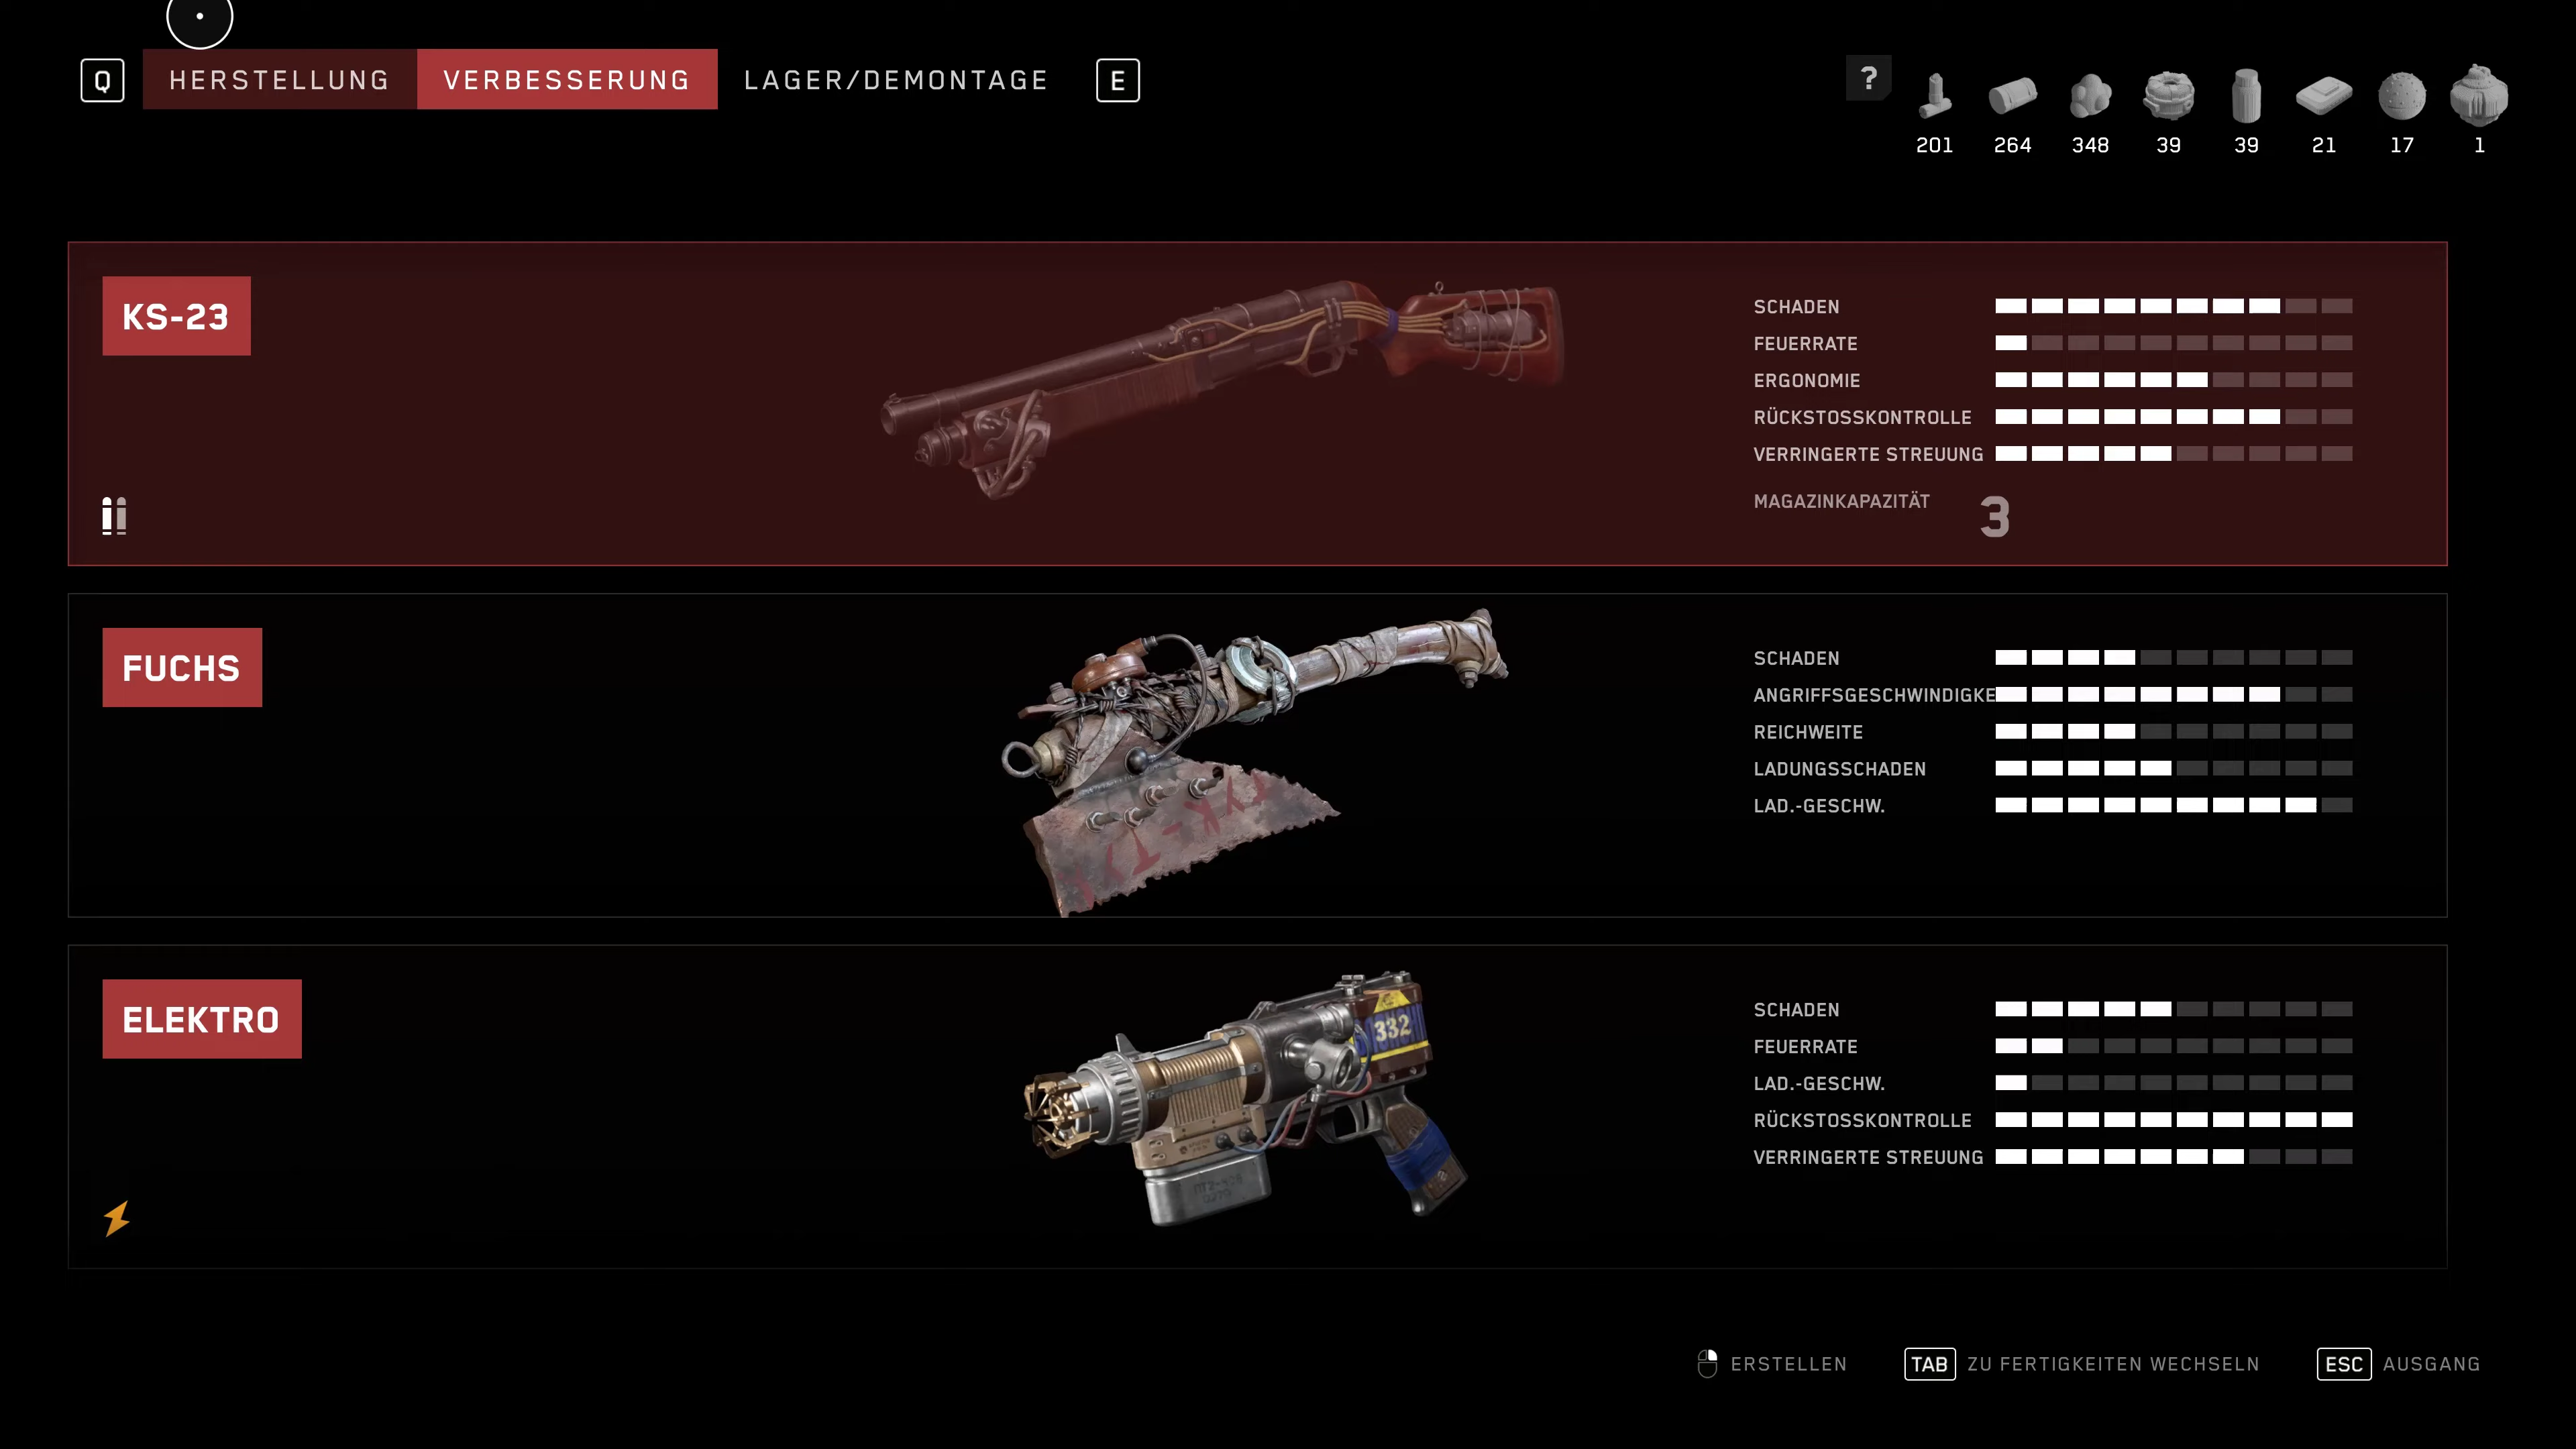 Q HERSTELLUNG VERBESSERUNG LAGER/DEMONTAGE E
?
201 264 348 39 39 21 17 1
KS-23
SCHADEN
FEUERRATE
ERGONOMIE
RÜCKSTOSSKONTROLLE
VERRINGERTE STREUUNG
MAGAZINKAPAZITÄT 3
FUCHS
SCHADEN
ANGRIFFSGESCHWINDIGKE
REICHWEITE
LADUNGSSCHADEN
LAD.-GESCHW.
ELEKTRO
332
SCHADEN
FEUERRATE
LAD.-GESCHW.
RÜCKSTOSSKONTROLLE
VERRINGERTE STREUUNG
ERSTELLEN TAB ZU FERTIGKEITEN WECHSELN ESC AUSGANG